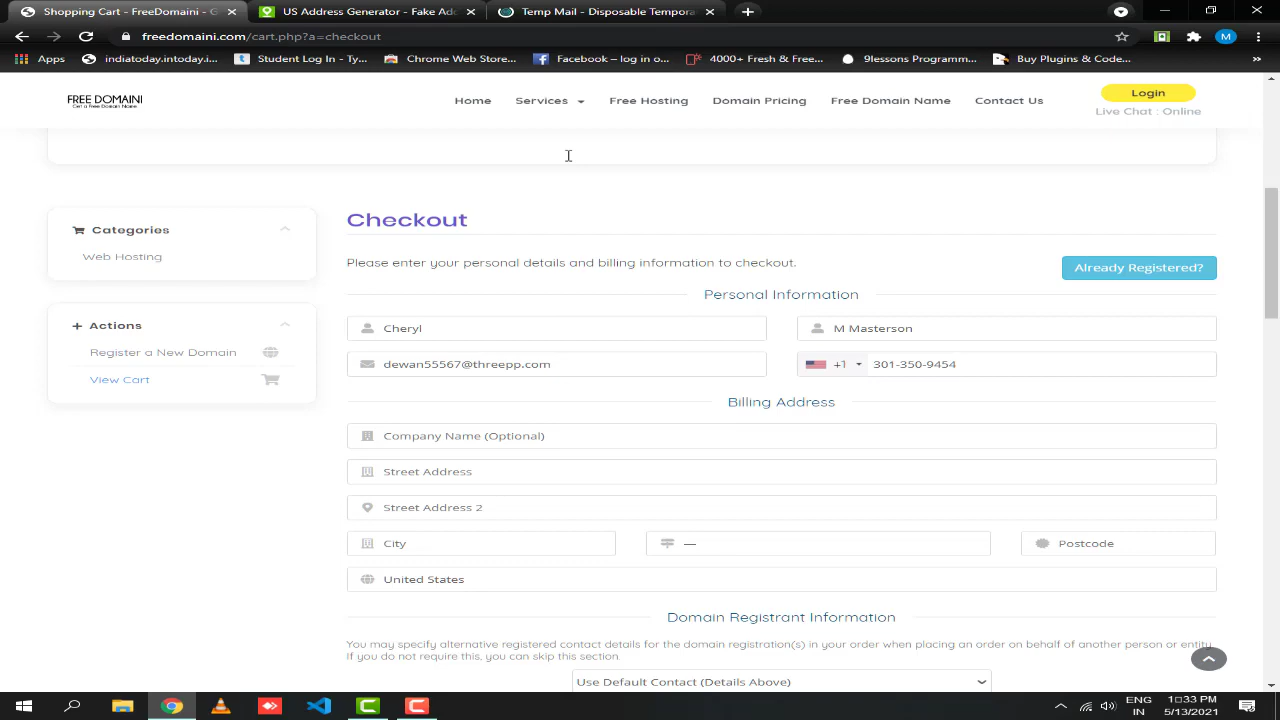 Shopping Cart - FreeDomaini - G
US Address Generator - Fake Ad
Temp Mail - Disposable Tempora
freedomaini.com/cart.php?a=checkout
M
Apps
indiatoday.intoday.i...
Student Log In - Ty...
Chrome Web Store...
Facebook – log in o...
4000+ Fresh & Free...
9lessons Programm...
Buy Plugins & Code...
»
FREE DOMAINI
Get a Free Domain Name
Home
Services
Free Hosting
Domain Pricing
Free Domain Name
Contact Us
Login
Live Chat : Online
Categories
Web Hosting
Actions
Register a New Domain
View Cart
Checkout
Please enter your personal details and billing information to checkout.
Already Registered?
Personal Information
Cheryl
M Masterson
dewan55567@threepp.com
+1
301-350-9454
Billing Address
Company Name (Optional)
Street Address
Street Address 2
City
—
Postcode
United States
Domain Registrant Information
You may specify alternative registered contact details for the domain registration(s) in your order when placing an order on behalf of another person or entity.
If you do not require this, you can skip this section.
Use Default Contact (Details Above)
ENG
IN
10:33 PM
5/13/2021